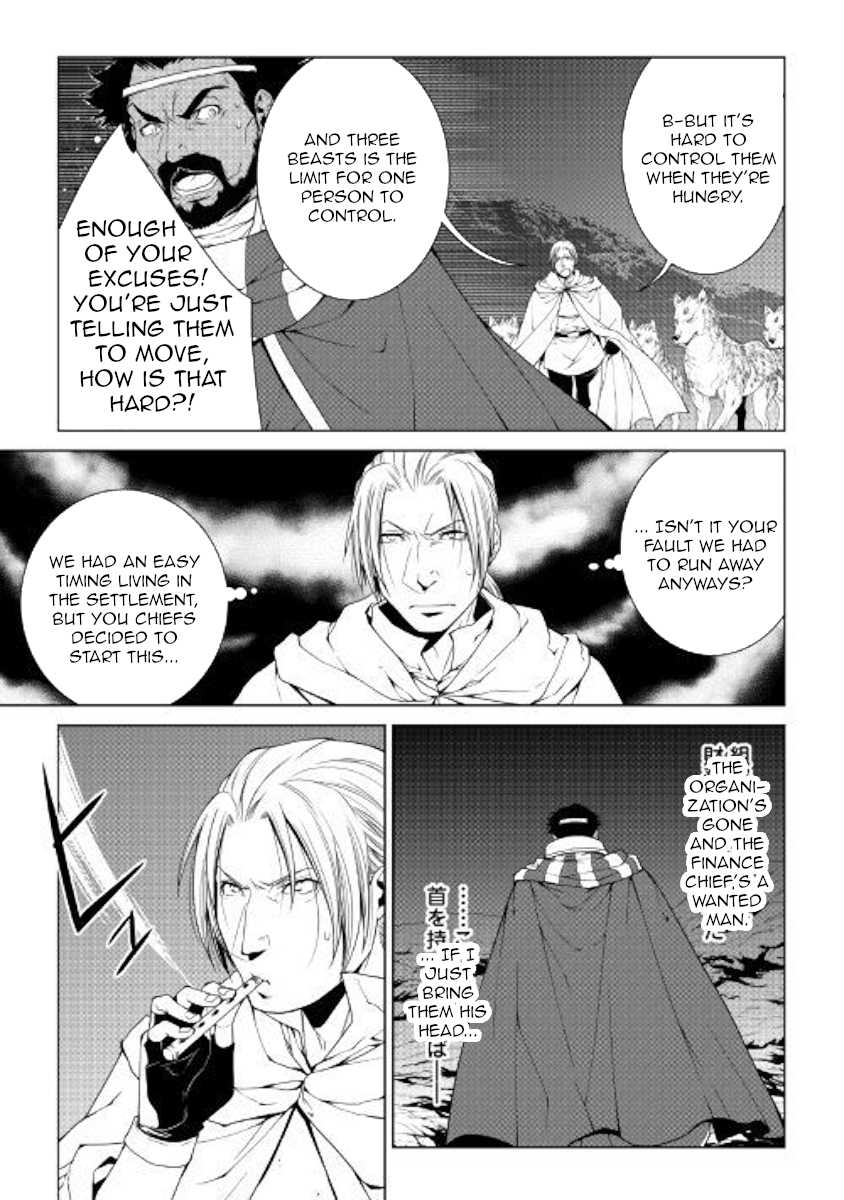 B-BUT IT'S
HARD TO
CONTROL THEM
WHEN THEY'RE
HUNGRY.
AND THREE
BEASTS IS THE
LIMIT FOR ONE
PERSON TO
CONTROL.
ENOUGH
OF YOUR
EXCUSES!
YOU'RE JUST
TELLING THEM
TO MOVE,
HOW IS THAT
HARD?!
... ISN'T IT YOUR
FAULT WE HAD
TO RUN AWAY
ANYWAYS?
WE HAD AN EASY
TIMING LIVING IN
THE SETTLEMENT,
BUT YOU CHIEFS
DECIDED TO
START THIS...
THE
ORGANI-
ZATION'S
GONE
AND THE
FINANCE
CHIEF'S A
WANTED
MAN.
... IF I
JUST
BRING
THEM HIS
HEAD...
首を持
ば——
ピッ